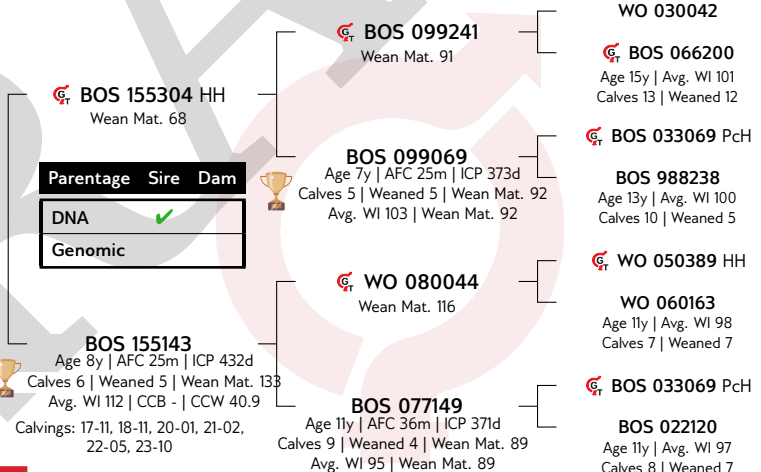 WO 030042
BOS 099241
Wean Mat. 91
BOS 066200
Age 15y | Avg. WI 101
Calves 13 | Weaned 12
BOS 155304 HH
Wean Mat. 68
BOS 033069 PcH
BOS 099069
Age 7y | AFC 25m | ICP 373d
Calves 5 | Weaned 5 | Wean Mat. 92
Avg. WI 103 | Wean Mat. 92
BOS 988238
Age 13y | Avg. WI 100
Calves 10 | Weaned 5
Parentage Sire Dam
DNA ✔
Genomic
WO 050389 HH
WO 080044
Wean Mat. 116
WO 060163
Age 11y | Avg. WI 98
Calves 7 | Weaned 7
BOS 155143
Age 8y | AFC 25m | ICP 432d
Calves 6 | Weaned 5 | Wean Mat. 133
Avg. WI 112 | CCB - | CCW 40.9
Calvings: 17-11, 18-11, 20-01, 21-02,
22-05, 23-10
BOS 033069 PcH
BOS 077149
Age 11y | AFC 36m | ICP 371d
Calves 9 | Weaned 4 | Wean Mat. 89
Avg. WI 95 | Wean Mat. 89
BOS 022120
Age 11y | Avg. WI 97
Calves 8 | Weaned 7